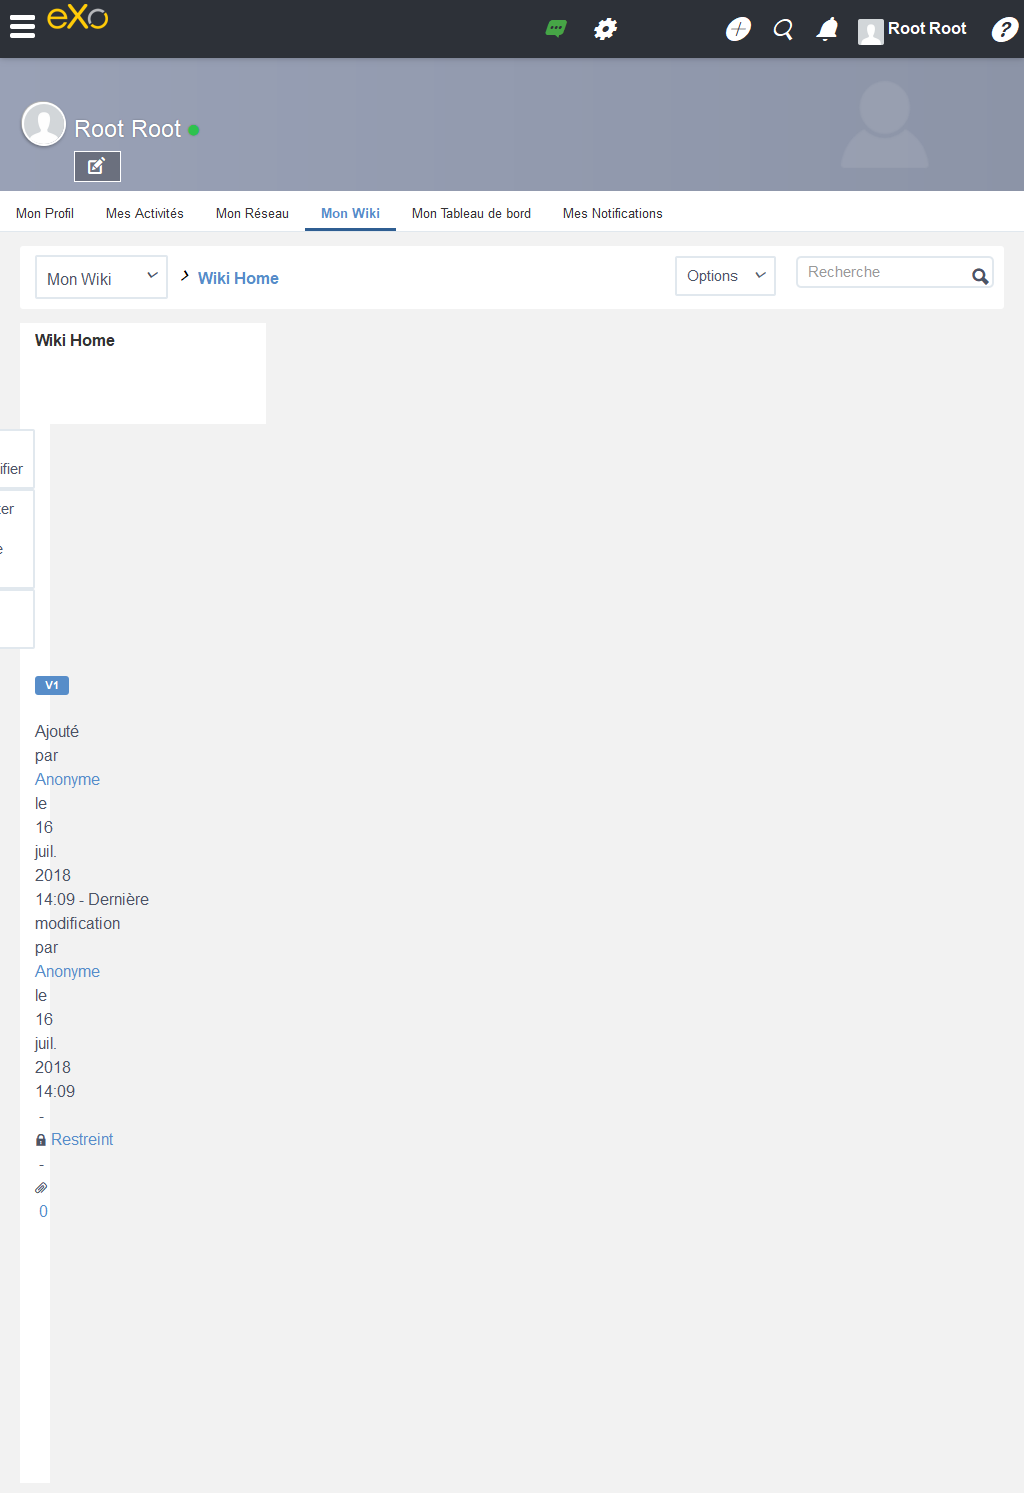 eXo
Root Root
Root Root
Mon Profil Mes Activités Mon Réseau Mon Wiki Mon Tableau de bord Mes Notifications
Mon Wiki Wiki Home Options Recherche
Wiki Home
ifier
er
e
V1
Ajouté
par
Anonyme
le
16
juil.
2018
14:09 - Dernière
modification
par
Anonyme
le
16
juil.
2018
14:09
-
Restreint
-
0